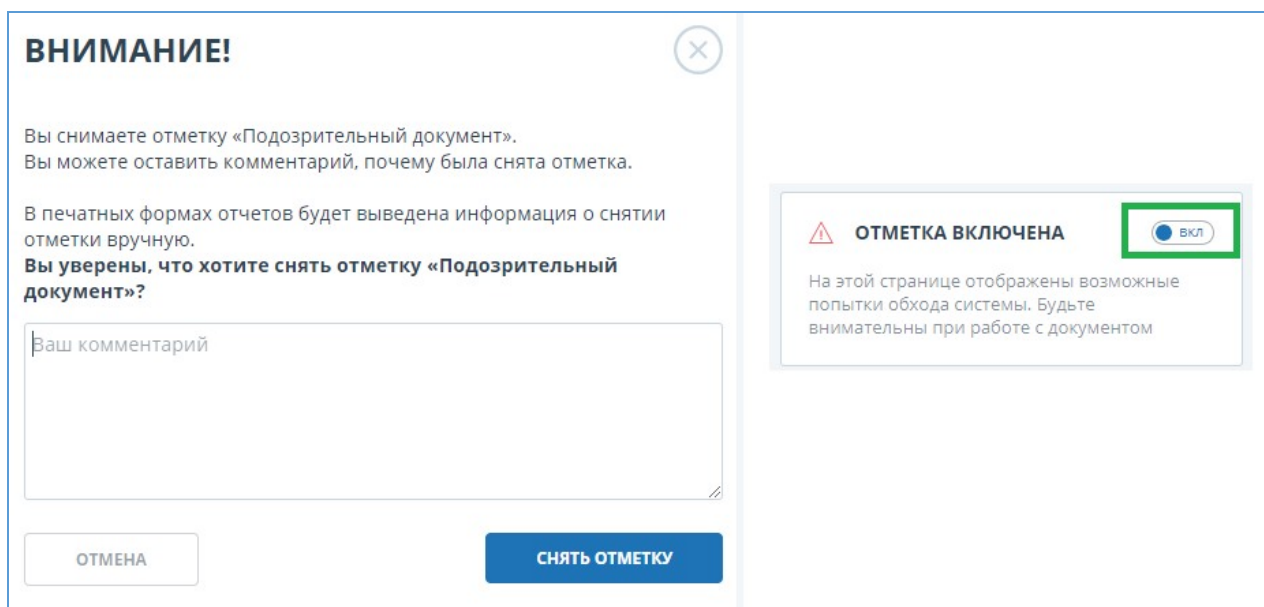 ВНИМАНИЕ!
Вы снимаете отметку «Подозрительный документ».
Вы можете оставить комментарий, почему была снята отметка.
В печатных формах отчетов будет выведена информация о снятии
отметки вручную.
Вы уверены, что хотите снять отметку «Подозрительный
документ»?
Ваш комментарий
ОТМЕНА
СНЯТЬ ОТМЕТКУ
ОТМЕТКА ВКЛЮЧЕНА
ВКЛ
На этой странице отображены возможные
попытки обхода системы. Будьте
внимательны при работе с документом